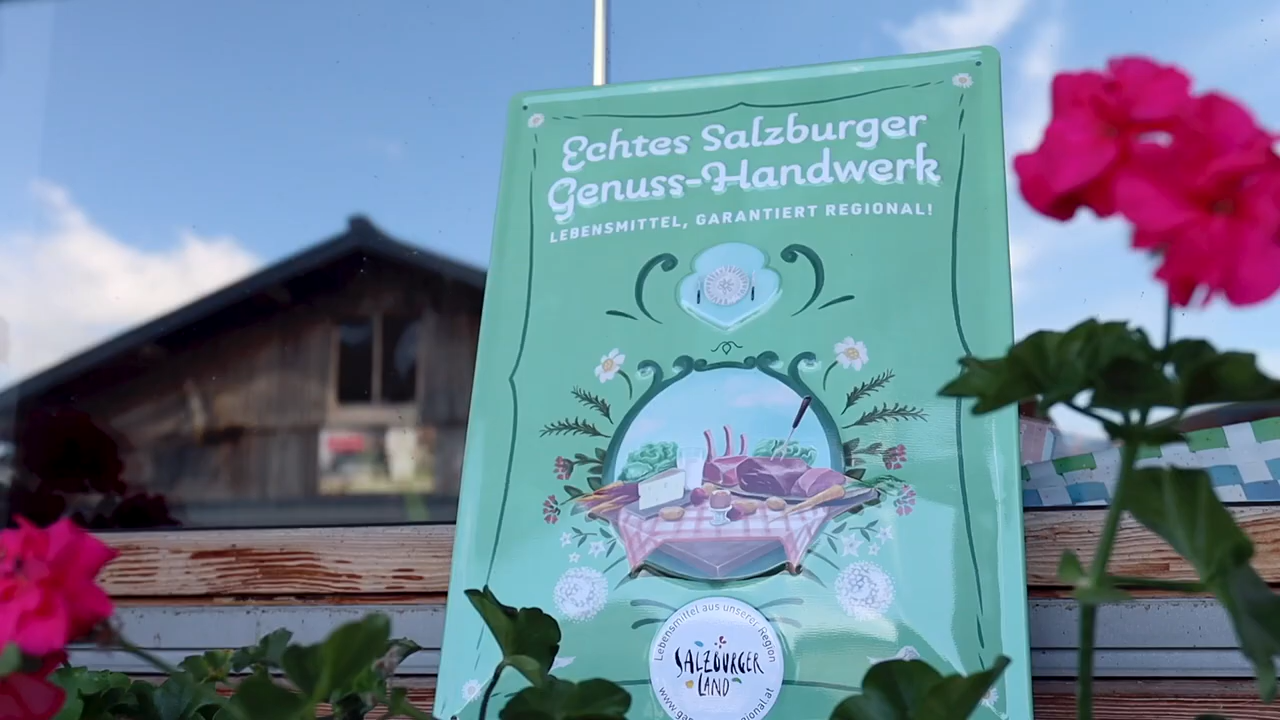 Echtes Salzburger
Genuss-Handwerk
LEBENSMITTEL, GARANTIERT REGIONAL!
Lebensmittel aus unserer Region
SALZBURGER
LAND